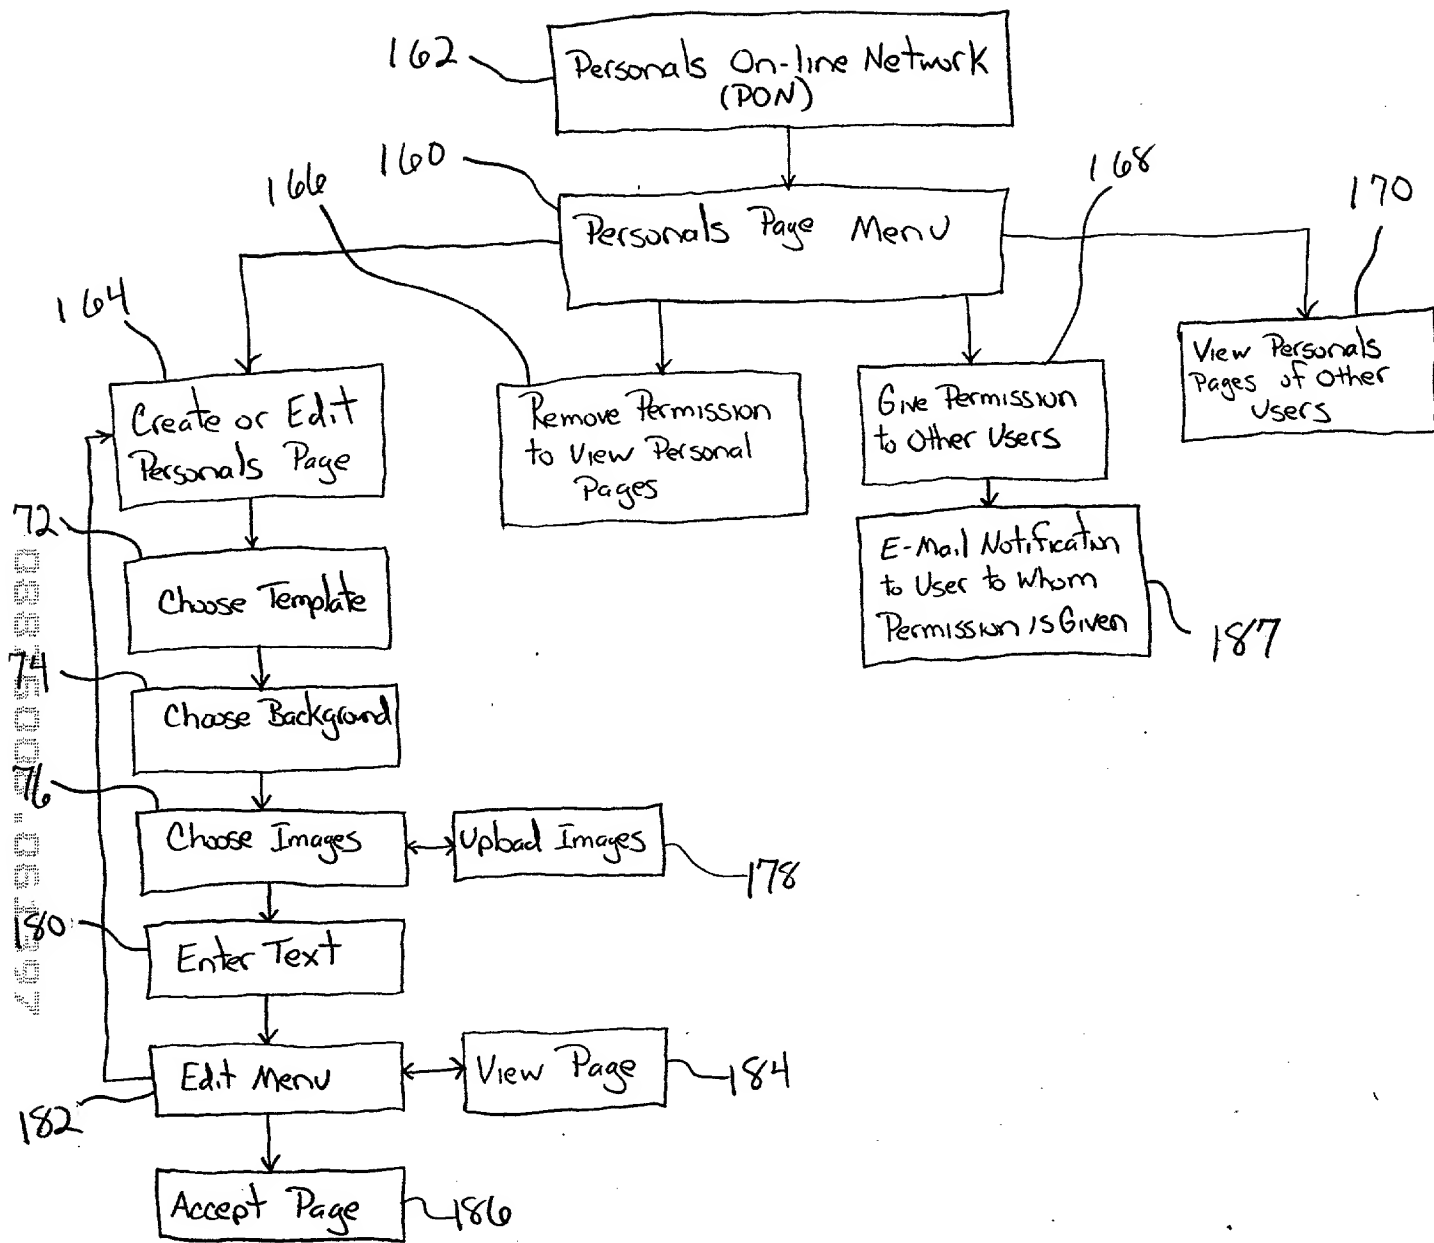 162
Personals On-line Network
(PON)
160
166
168
170
Personals Page Menu
164
View Personals
Pages of Other
Users
Create or Edit
Personals Page
Remove Permission
to View Personal
Pages
Give Permission
to Other Users
72
E-Mail Notification
to User to Whom
Permission is Given
187
Choose Template
74
Choose Background
76
Choose Images
Upload Images
178
180
Enter Text
Edit Menu
View Page
184
182
Accept Page
186